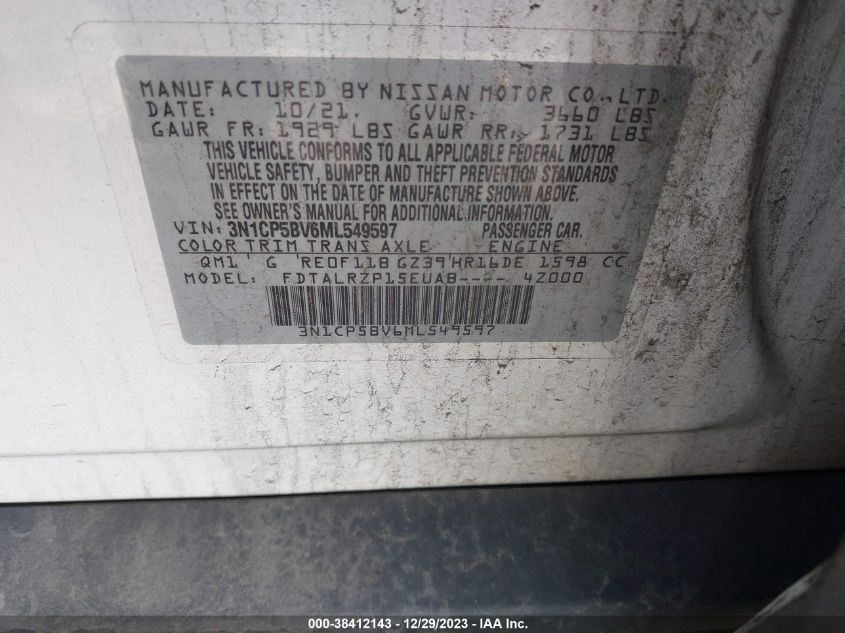 MANUFACTURED BY NISSAN MOTOR CO., LTD.
DATE: 10/21. GVWR: 3660 LBS
GAWR FR: 1929 LBS GAWR RR: 1731 LBS
THIS VEHICLE CONFORMS TO ALL APPLICABLE FEDERAL MOTOR
VEHICLE SAFETY, BUMPER AND THEFT PREVENTION STANDARDS
IN EFFECT ON THE DATE OF MANUFACTURE SHOWN ABOVE.
SEE OWNER'S MANUAL FOR ADDITIONAL INFORMATION.
VIN: 3N1CP5BV6ML549597 PASSENGER CAR.
COLOR TRIM TRANS AXLE ENGINE
QM1 G RE0F11B GZ39 HR16DE 1598 CC
MODEL: FDTALRZP15EUAB---- 4Z000
3N1CP5BV6ML549597
000-38412143 - 12/29/2023 - IAA Inc.